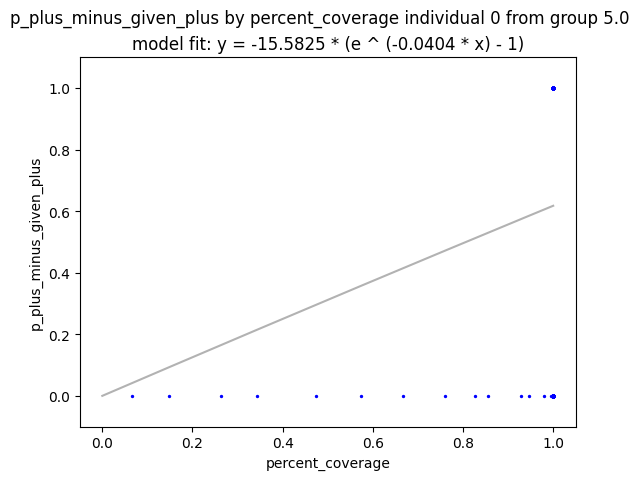 p_plus_minus_given_plus by percent_coverage individual 0 from group 5.0
model fit: y = -15.5825 * (e ^ (-0.0404 * x) - 1)
1.0
0.8
0.6
0.4
0.2
0.0
p_plus_minus_given_plus
0.0 0.2 0.4 0.6 0.8 1.0
percent_coverage